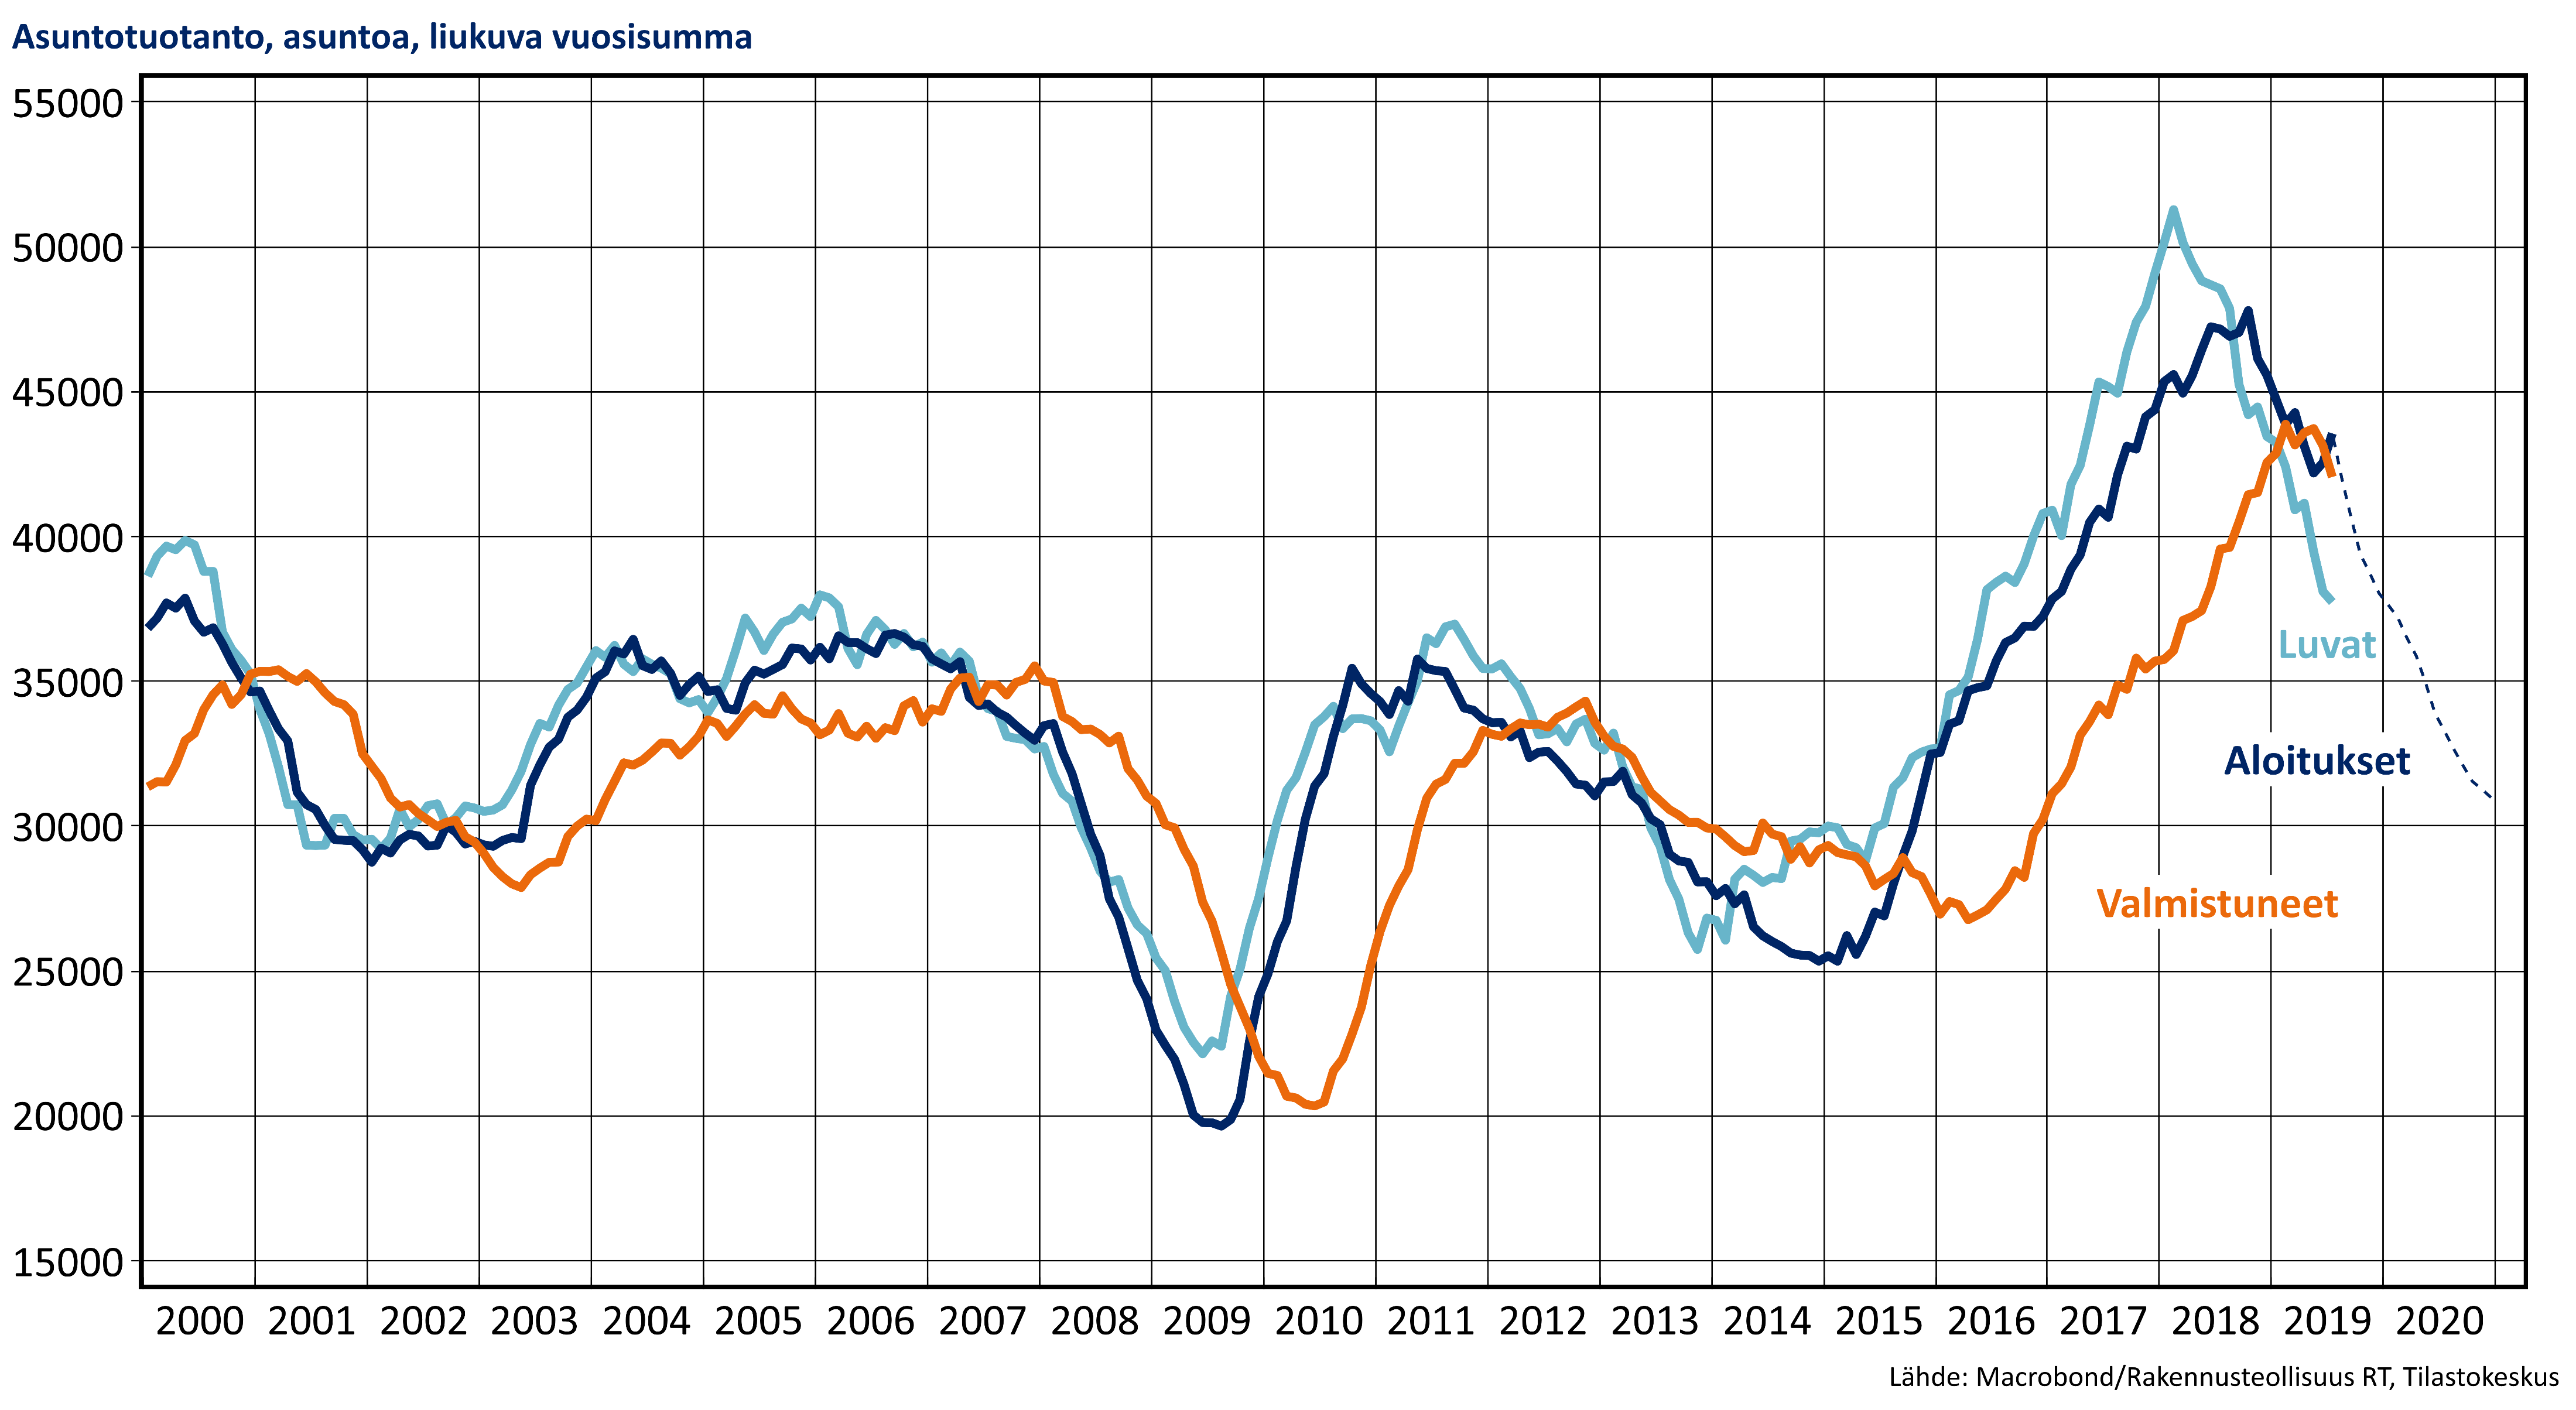 Asuntotuotanto, asuntoa, liukuva vuosisumma
55000
50000
45000
40000
35000
30000
25000
20000
15000
Luvat
Aloitukset
Valmistuneet
2000 2001 2002 2003 2004 2005 2006 2007 2008 2009 2010 2011 2012 2013 2014 2015 2016 2017 2018 2019 2020
Lähde: Macrobond/Rakennusteollisuus RT, Tilastokeskus